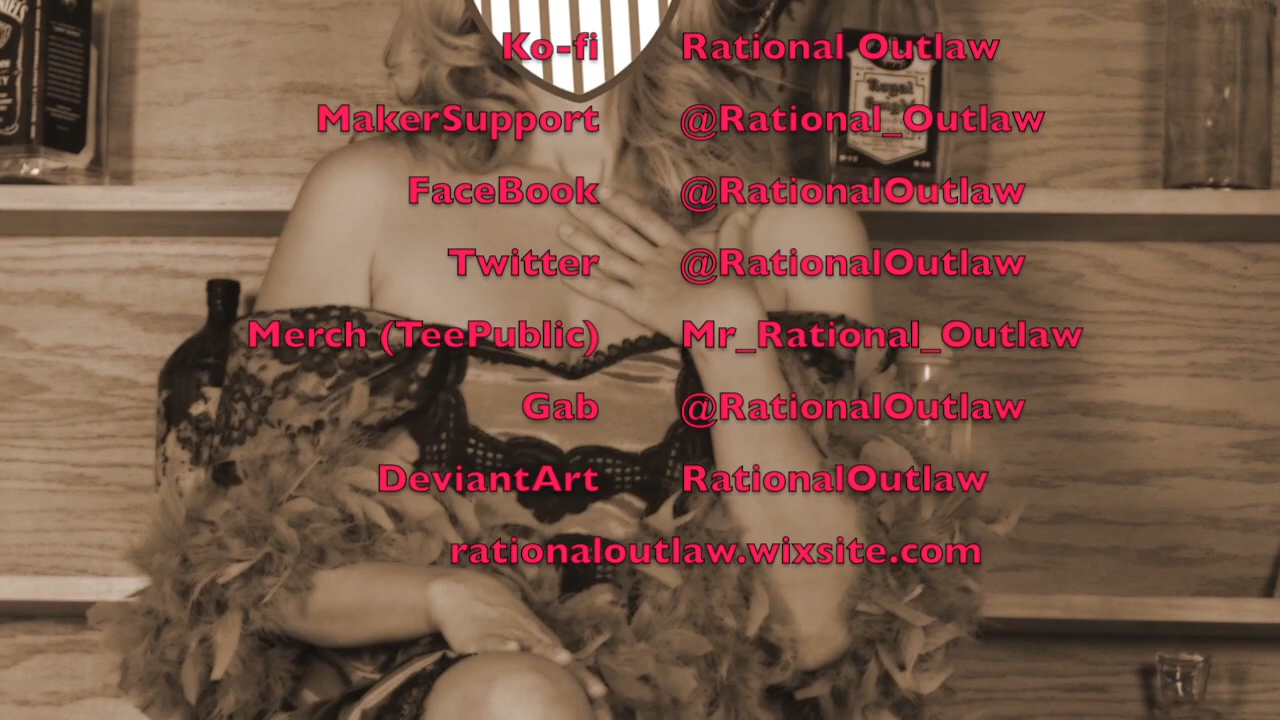 Ko-fi Rational Outlaw
MakerSupport @Rational_Outlaw
FaceBook @RationalOutlaw
Twitter @RationalOutlaw
Merch (TeePublic) Mr_Rational_Outlaw
Gab @RationalOutlaw
DeviantArt RationalOutlaw
rationaloutlaw.wixsite.com